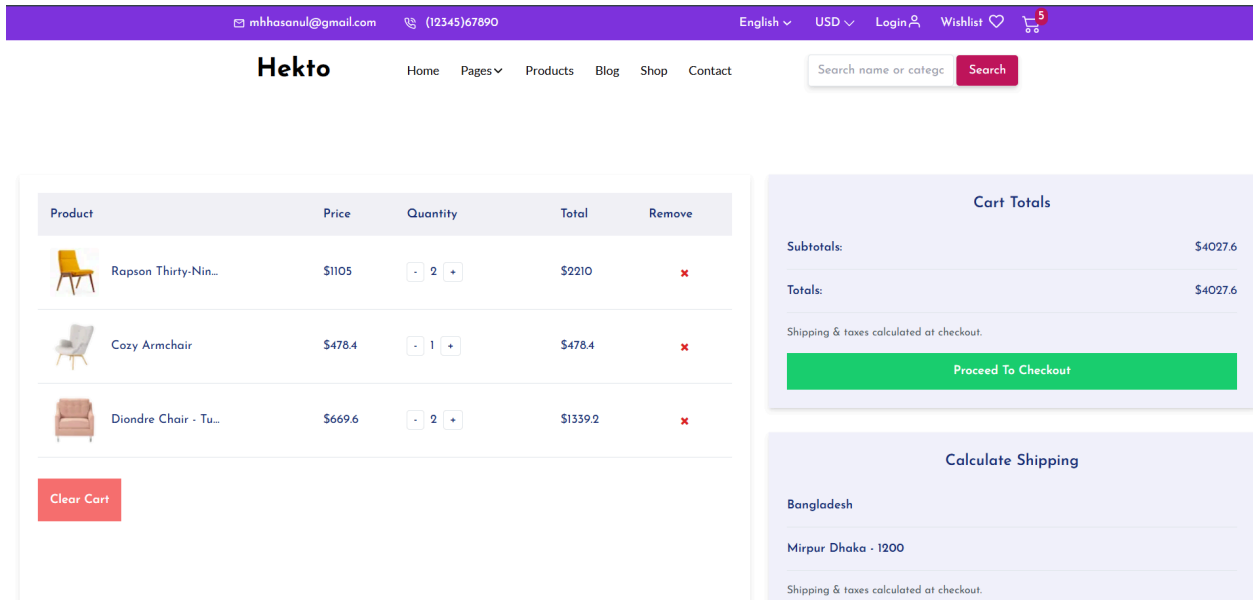 mhhasanul@gmail.com (12345)67890 English USD Login Wishlist 5
Hekto Home Pages Products Blog Shop Contact Search name or categc Search
Product Price Quantity Total Remove
Rapson Thirty-Nin... $1105 - 2 + $2210
Cozy Armchair $478.4 - 1 + $478.4
Diondre Chair - Tu... $669.6 - 2 + $1339.2
Clear Cart
Cart Totals
Subtotals: $4027.6
Totals: $4027.6
Shipping & taxes calculated at checkout.
Proceed To Checkout
Calculate Shipping
Bangladesh
Mirpur Dhaka - 1200
Shipping & taxes calculated at checkout.